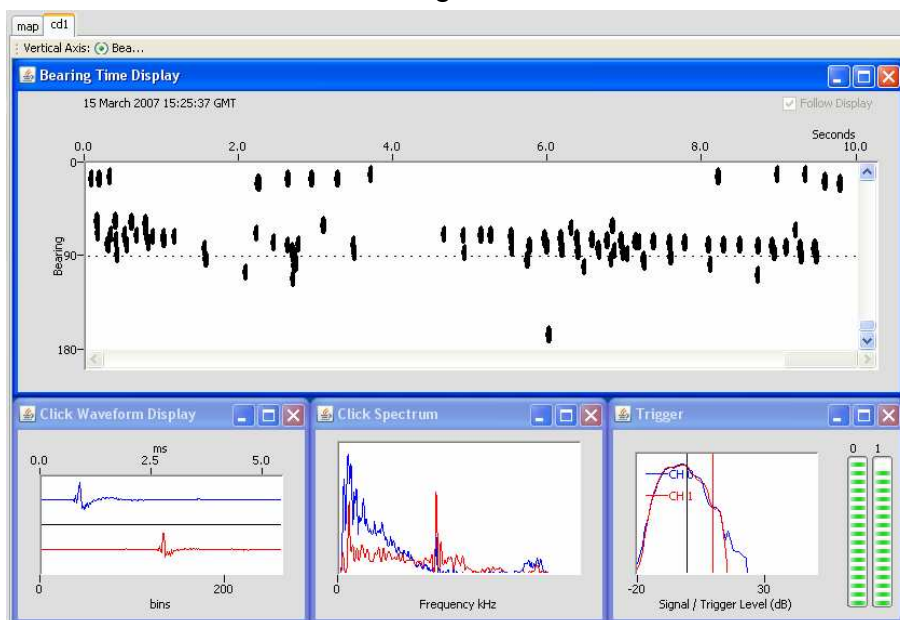 map cd1
Vertical Axis: Bea...
Bearing Time Display
15 March 2007 15:25:37 GMT Follow Display
Seconds
0.0 2.0 4.0 6.0 8.0 10.0
0
Bearing
90
180
Click Waveform Display
ms
0.0 2.5 5.0
0 200
bins
Click Spectrum
0
Frequency kHz
Trigger
0 1
CH 0
CH 1
-20 30
Signal / Trigger Level (dB)